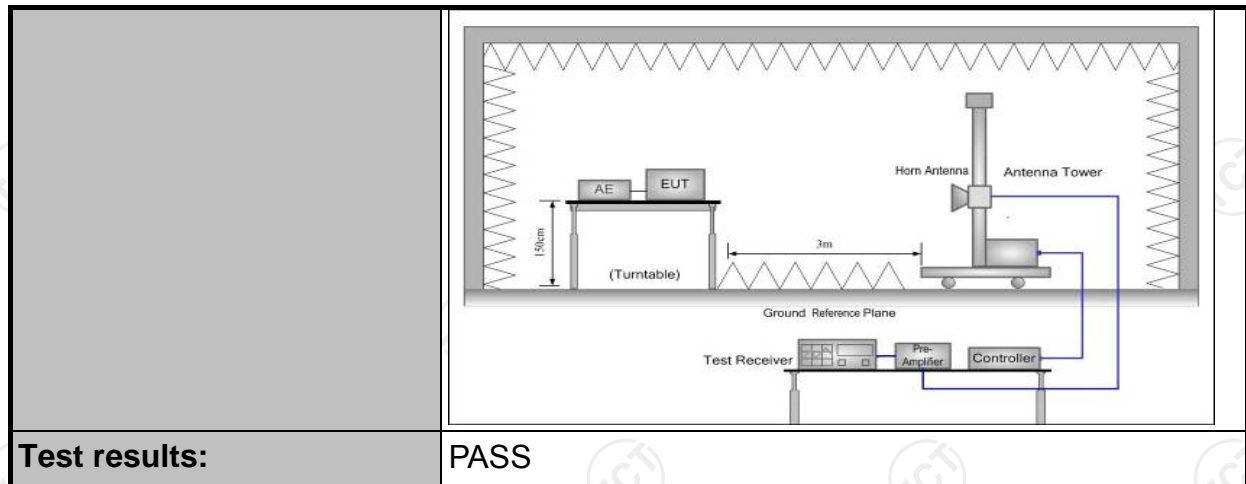 Horn Antenna
Antenna Tower
AE
EUT
150cm
3m
(Turntable)
Ground Reference Plane
Test Receiver
Pre-
Amplifier
Controller
Test results:
PASS